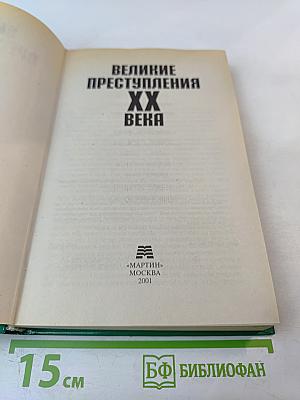 ВЕЛИКИЕ
ПРЕСТУПЛЕНИЯ
XX
ВЕКА
«МАРТИН»
МОСКВА
2001
15 см
БФ БИБЛИОФАН